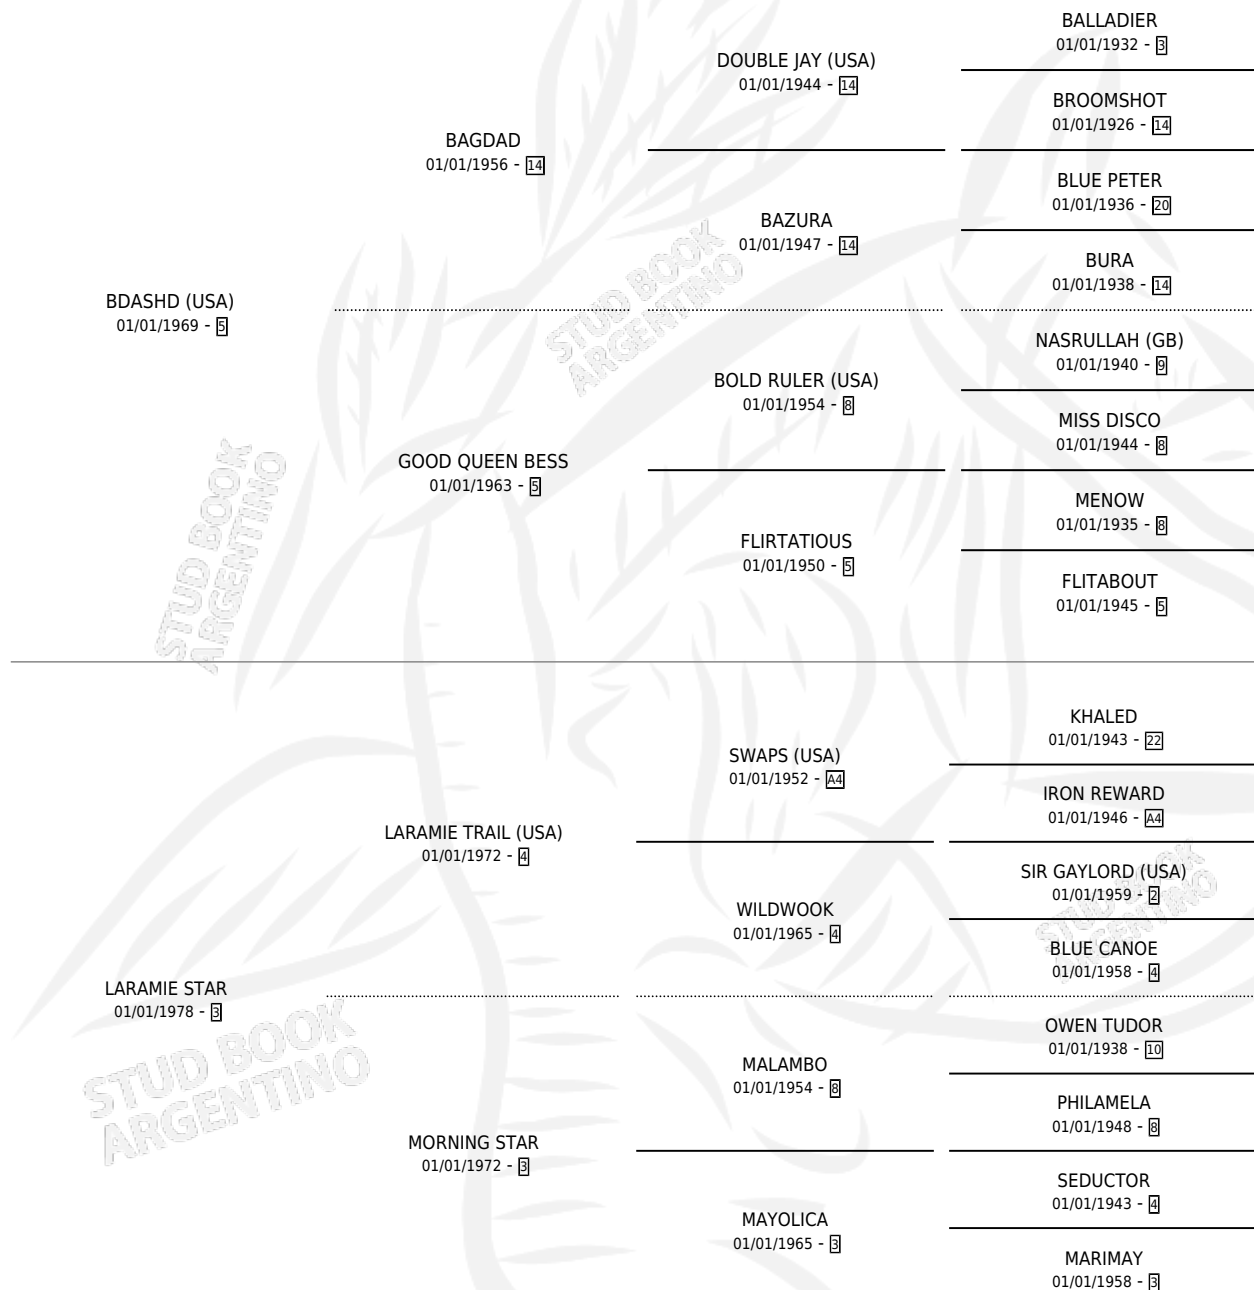 BALLADIER
01/01/1932 - 3
DOUBLE JAY (USA)
01/01/1944 - 14
BROOMSHOT
01/01/1926 - 14
BAGDAD
01/01/1956 - 14
BLUE PETER
01/01/1936 - 20
BAZURA
01/01/1947 - 14
BURA
01/01/1938 - 14
BDASHD (USA)
01/01/1969 - 5
NASRULLAH (GB)
01/01/1940 - 9
BOLD RULER (USA)
01/01/1954 - 8
MISS DISCO
01/01/1944 - 8
GOOD QUEEN BESS
01/01/1963 - 5
MENOW
01/01/1935 - 8
FLIRTATIOUS
01/01/1950 - 5
FLITABOUT
01/01/1945 - 5
KHALED
01/01/1943 - 22
SWAPS (USA)
01/01/1952 - A4
IRON REWARD
01/01/1946 - A4
LARAMIE TRAIL (USA)
01/01/1972 - 4
SIR GAYLORD (USA)
01/01/1959 - 2
WILDWOOK
01/01/1965 - 4
BLUE CANOE
01/01/1958 - 4
LARAMIE STAR
01/01/1978 - 3
OWEN TUDOR
01/01/1938 - 10
MALAMBO
01/01/1954 - 8
PHILAMELA
01/01/1948 - 8
MORNING STAR
01/01/1972 - 3
SEDUCTOR
01/01/1943 - 4
MAYOLICA
01/01/1965 - 3
MARIMAY
01/01/1958 - 3
STUD BOOK
ARGENTINO
STUD BOOK
ARGENTINO
STUD BOOK
ARGENTINO
STUD BOOK
ARGENTINO